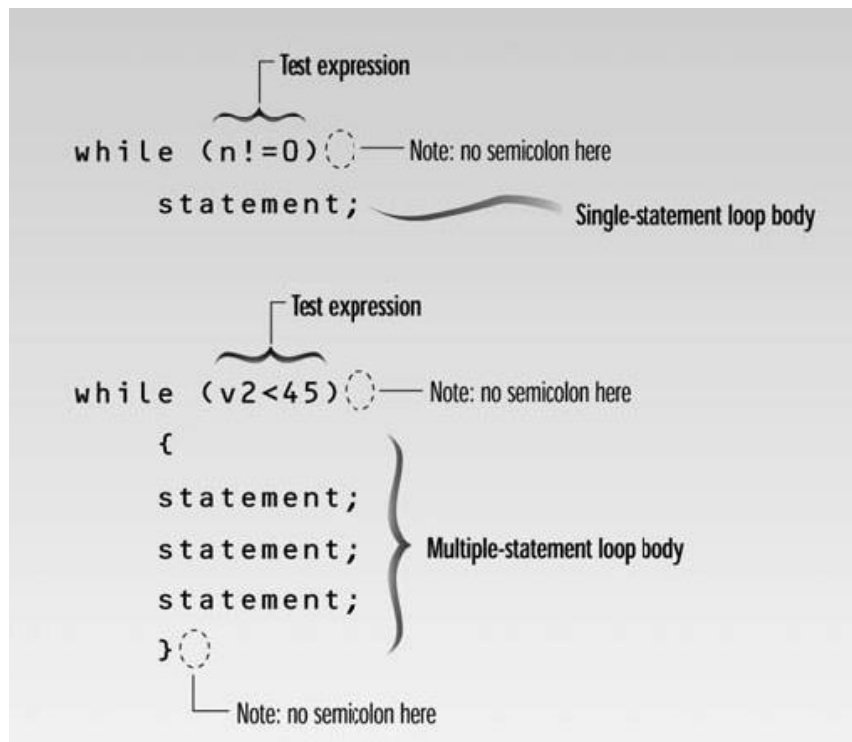 Test expression
while (n!=0) Note: no semicolon here
statement; Single-statement loop body
Test expression
while (v2<45) Note: no semicolon here
{
statement;
statement; Multiple-statement loop body
statement;
}
Note: no semicolon here